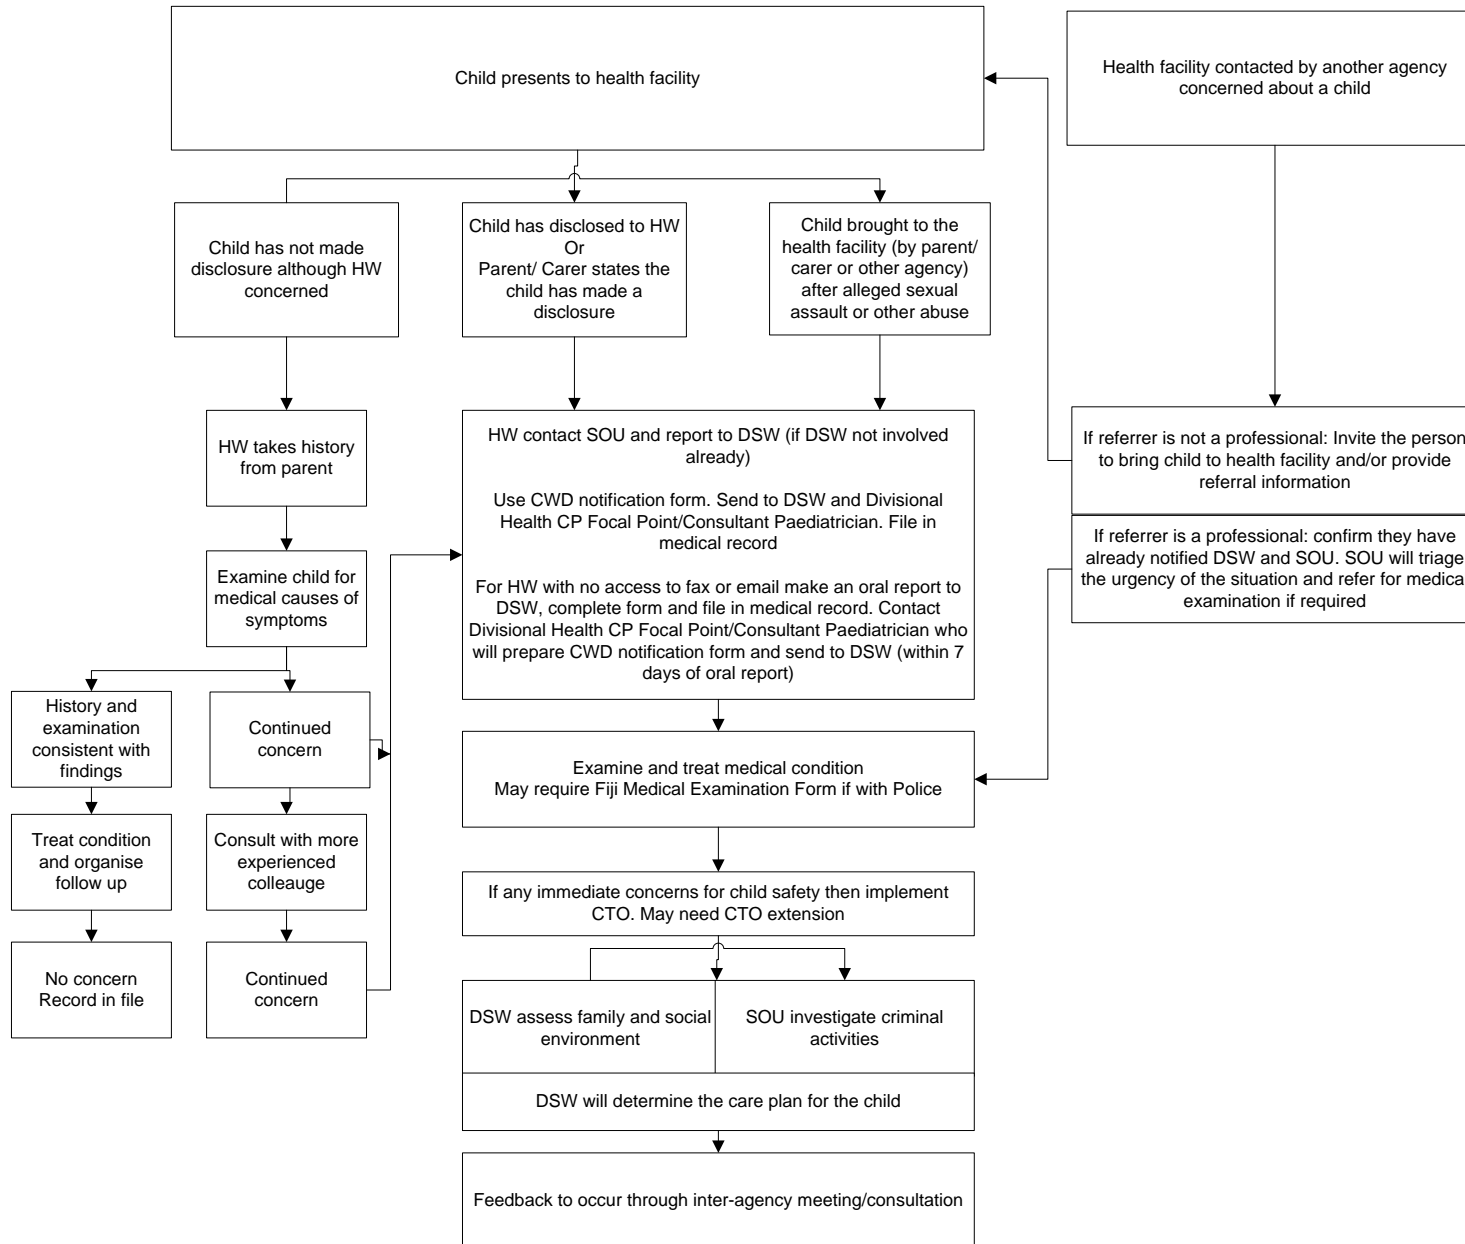 Child presents to health facility
Health facility contacted by another agency
concerned about a child
Child has not made
disclosure although HW
concerned
Child has disclosed to HW
Or
Parent/ Carer states the
child has made a
disclosure
Child brought to the
health facility (by parent/
carer or other agency)
after alleged sexual
assault or other abuse
HW takes history
from parent
HW contact SOU and report to DSW (if DSW not involved
already)
Use CWD notification form. Send to DSW and Divisional
Health CP Focal Point/Consultant Paediatrician. File in
medical record
For HW with no access to fax or email make an oral report to
DSW, complete form and file in medical record. Contact
Divisional Health CP Focal Point/Consultant Paediatrician who
will prepare CWD notification form and send to DSW (within 7
days of oral report)
If referrer is not a professional: Invite the person
to bring child to health facility and/or provide
referral information
If referrer is a professional: confirm they have
already notified DSW and SOU. SOU will triage
the urgency of the situation and refer for medical
examination if required
Examine child for
medical causes of
symptoms
History and
examination
consistent with
findings
Continued
concern
Examine and treat medical condition
May require Fiji Medical Examination Form if with Police
Treat condition
and organise
follow up
Consult with more
experienced
colleauge
If any immediate concerns for child safety then implement
CTO. May need CTO extension
No concern
Record in file
Continued
concern
DSW assess family and social
environment
SOU investigate criminal
activities
DSW will determine the care plan for the child
Feedback to occur through inter-agency meeting/consultation